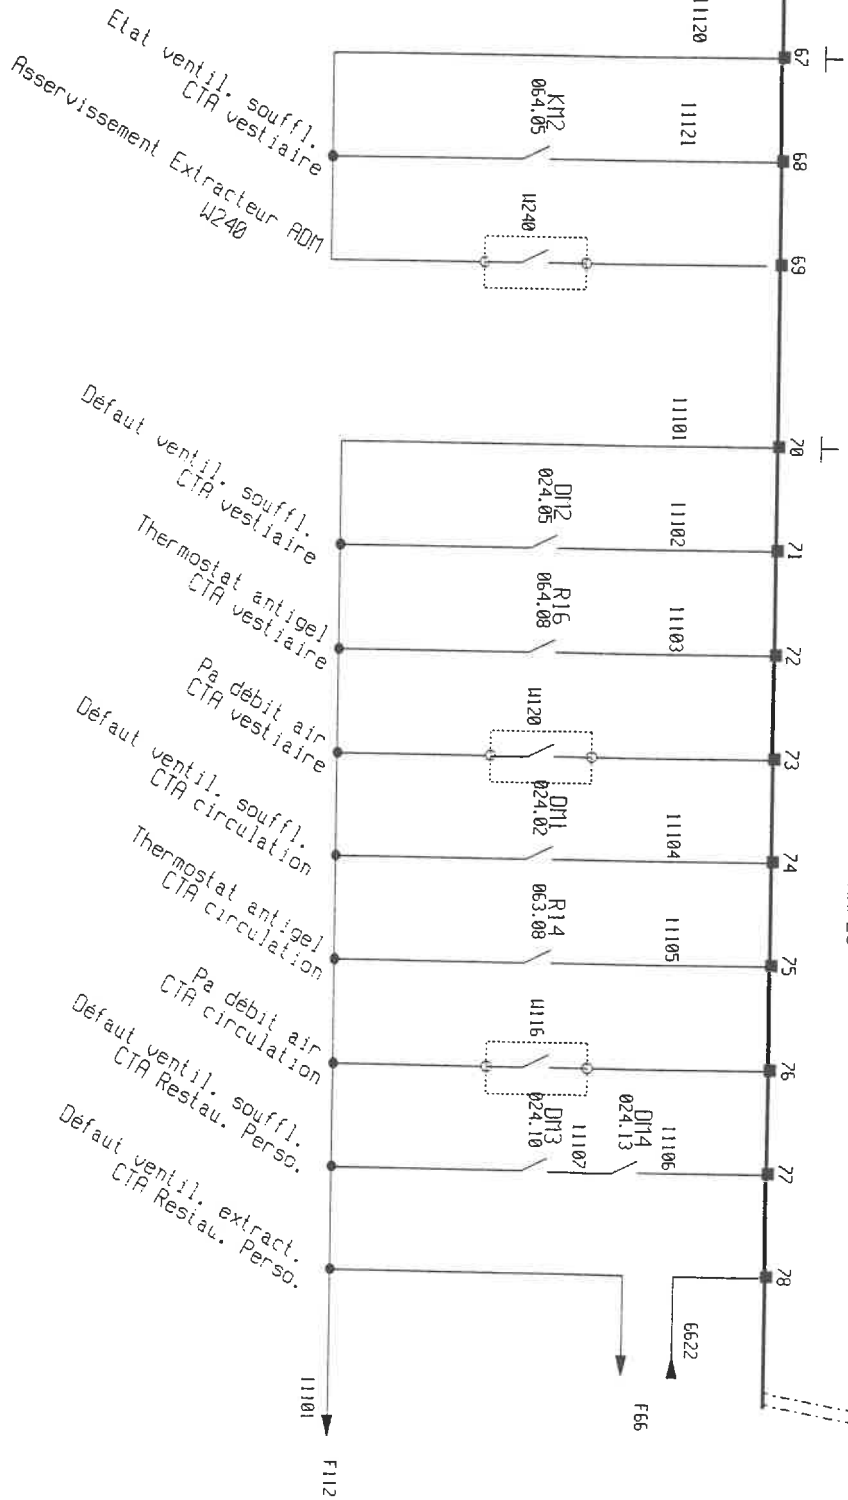 11120
67
Etat ventil. souffl.
CTA vestiaire
KM2
064.05
11121
68
Asservissement Extracteur ADM
W240
W240
69
11101
70
Défaut ventil. souffl.
CTA vestiaire
DM2
024.05
11102
71
Thermostat antigel
CTA vestiaire
R16
064.08
11103
72
Pa débit air
CTA vestiaire
W120
73
Défaut ventil. souffl.
CTA circulation
DM1
024.02
11104
74
Thermostat antigel
CTA circulation
R14
063.08
11105
75
Pa débit air
CTA circulation
W116
76
Défaut ventil. souffl.
CTA Restau. Perso.
DM3
024.10
11107
DM4
024.13
11106
77
Défaut ventil. extract.
CTA Restau. Perso.
78
6622
F66
11101
F112